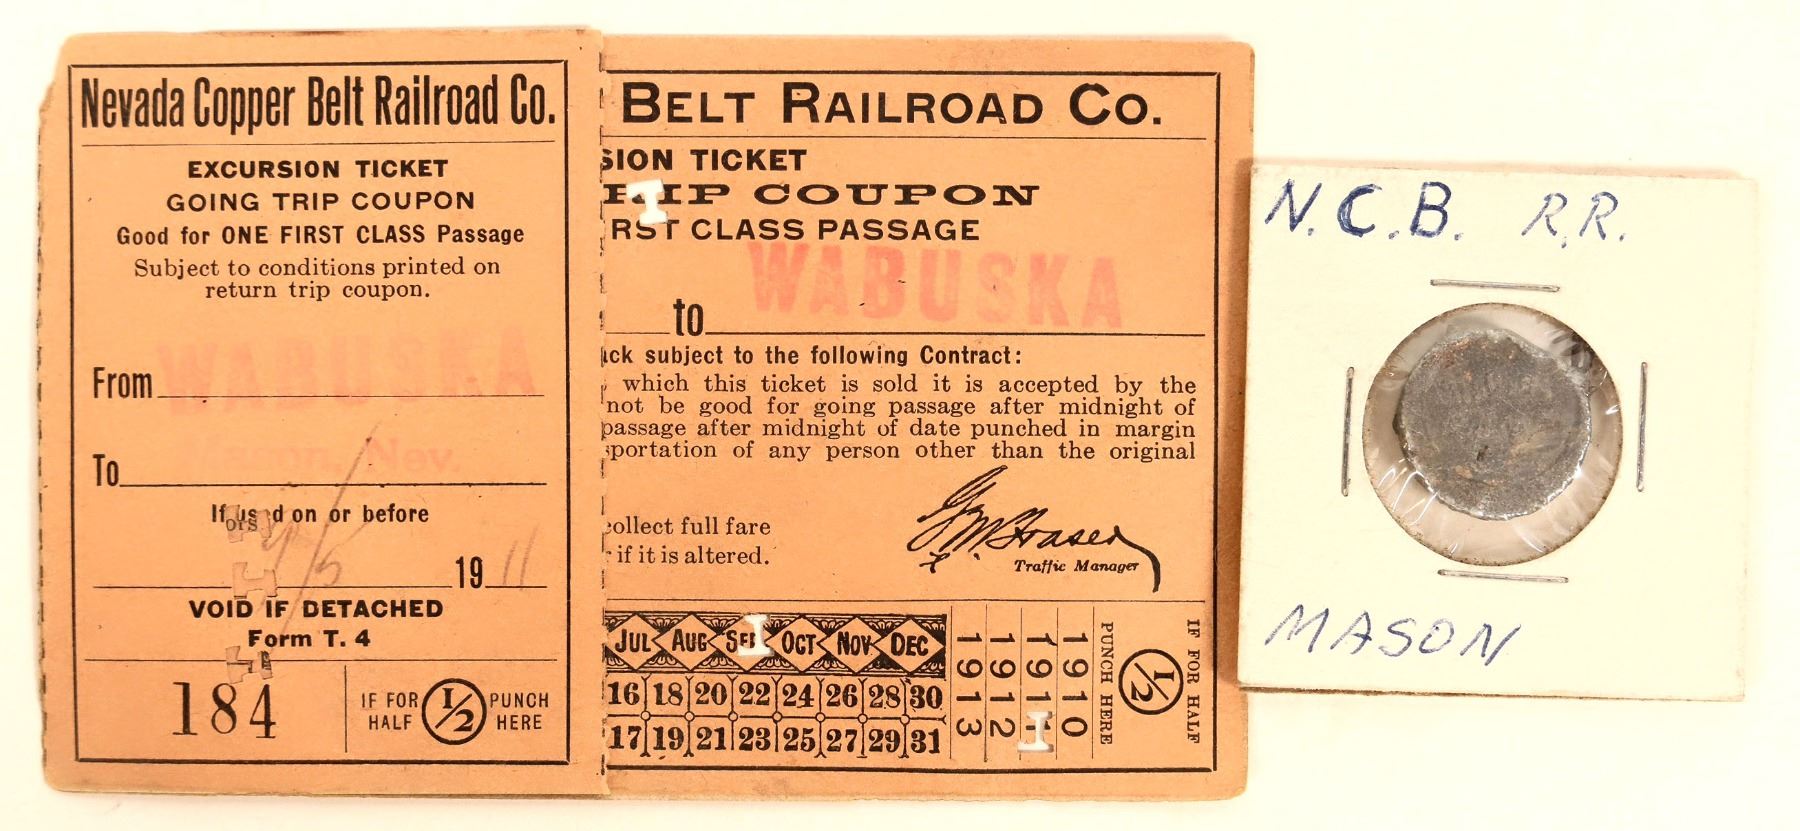 Nevada Copper Belt Railroad Co.
EXCURSION TICKET
GOING TRIP COUPON
Good for ONE FIRST CLASS Passage
Subject to conditions printed on
return trip coupon.
WABUSKA
From
Mason, Nev.
To
If used on or before
9/5 1911
VOID IF DETACHED
Form T. 4
184
IF FOR HALF 1/2 PUNCH HERE
BELT RAILROAD CO.
SION TICKET
RIP COUPON
RST CLASS PASSAGE
WABUSKA
to
ack subject to the following Contract:
which this ticket is sold it is accepted by the
not be good for going passage after midnight of
passage after midnight of date punched in margin
sportation of any person other than the original
collect full fare
if it is altered.
Traffic Manager
JUL AUG SEP OCT NOV DEC
16 18 20 22 24 26 28 30
17 19 21 23 25 27 29 31
1913
1912
1911
1910
PUNCH HERE
1/2
IF FOR HALF
N.C.B. R.R.
MASON